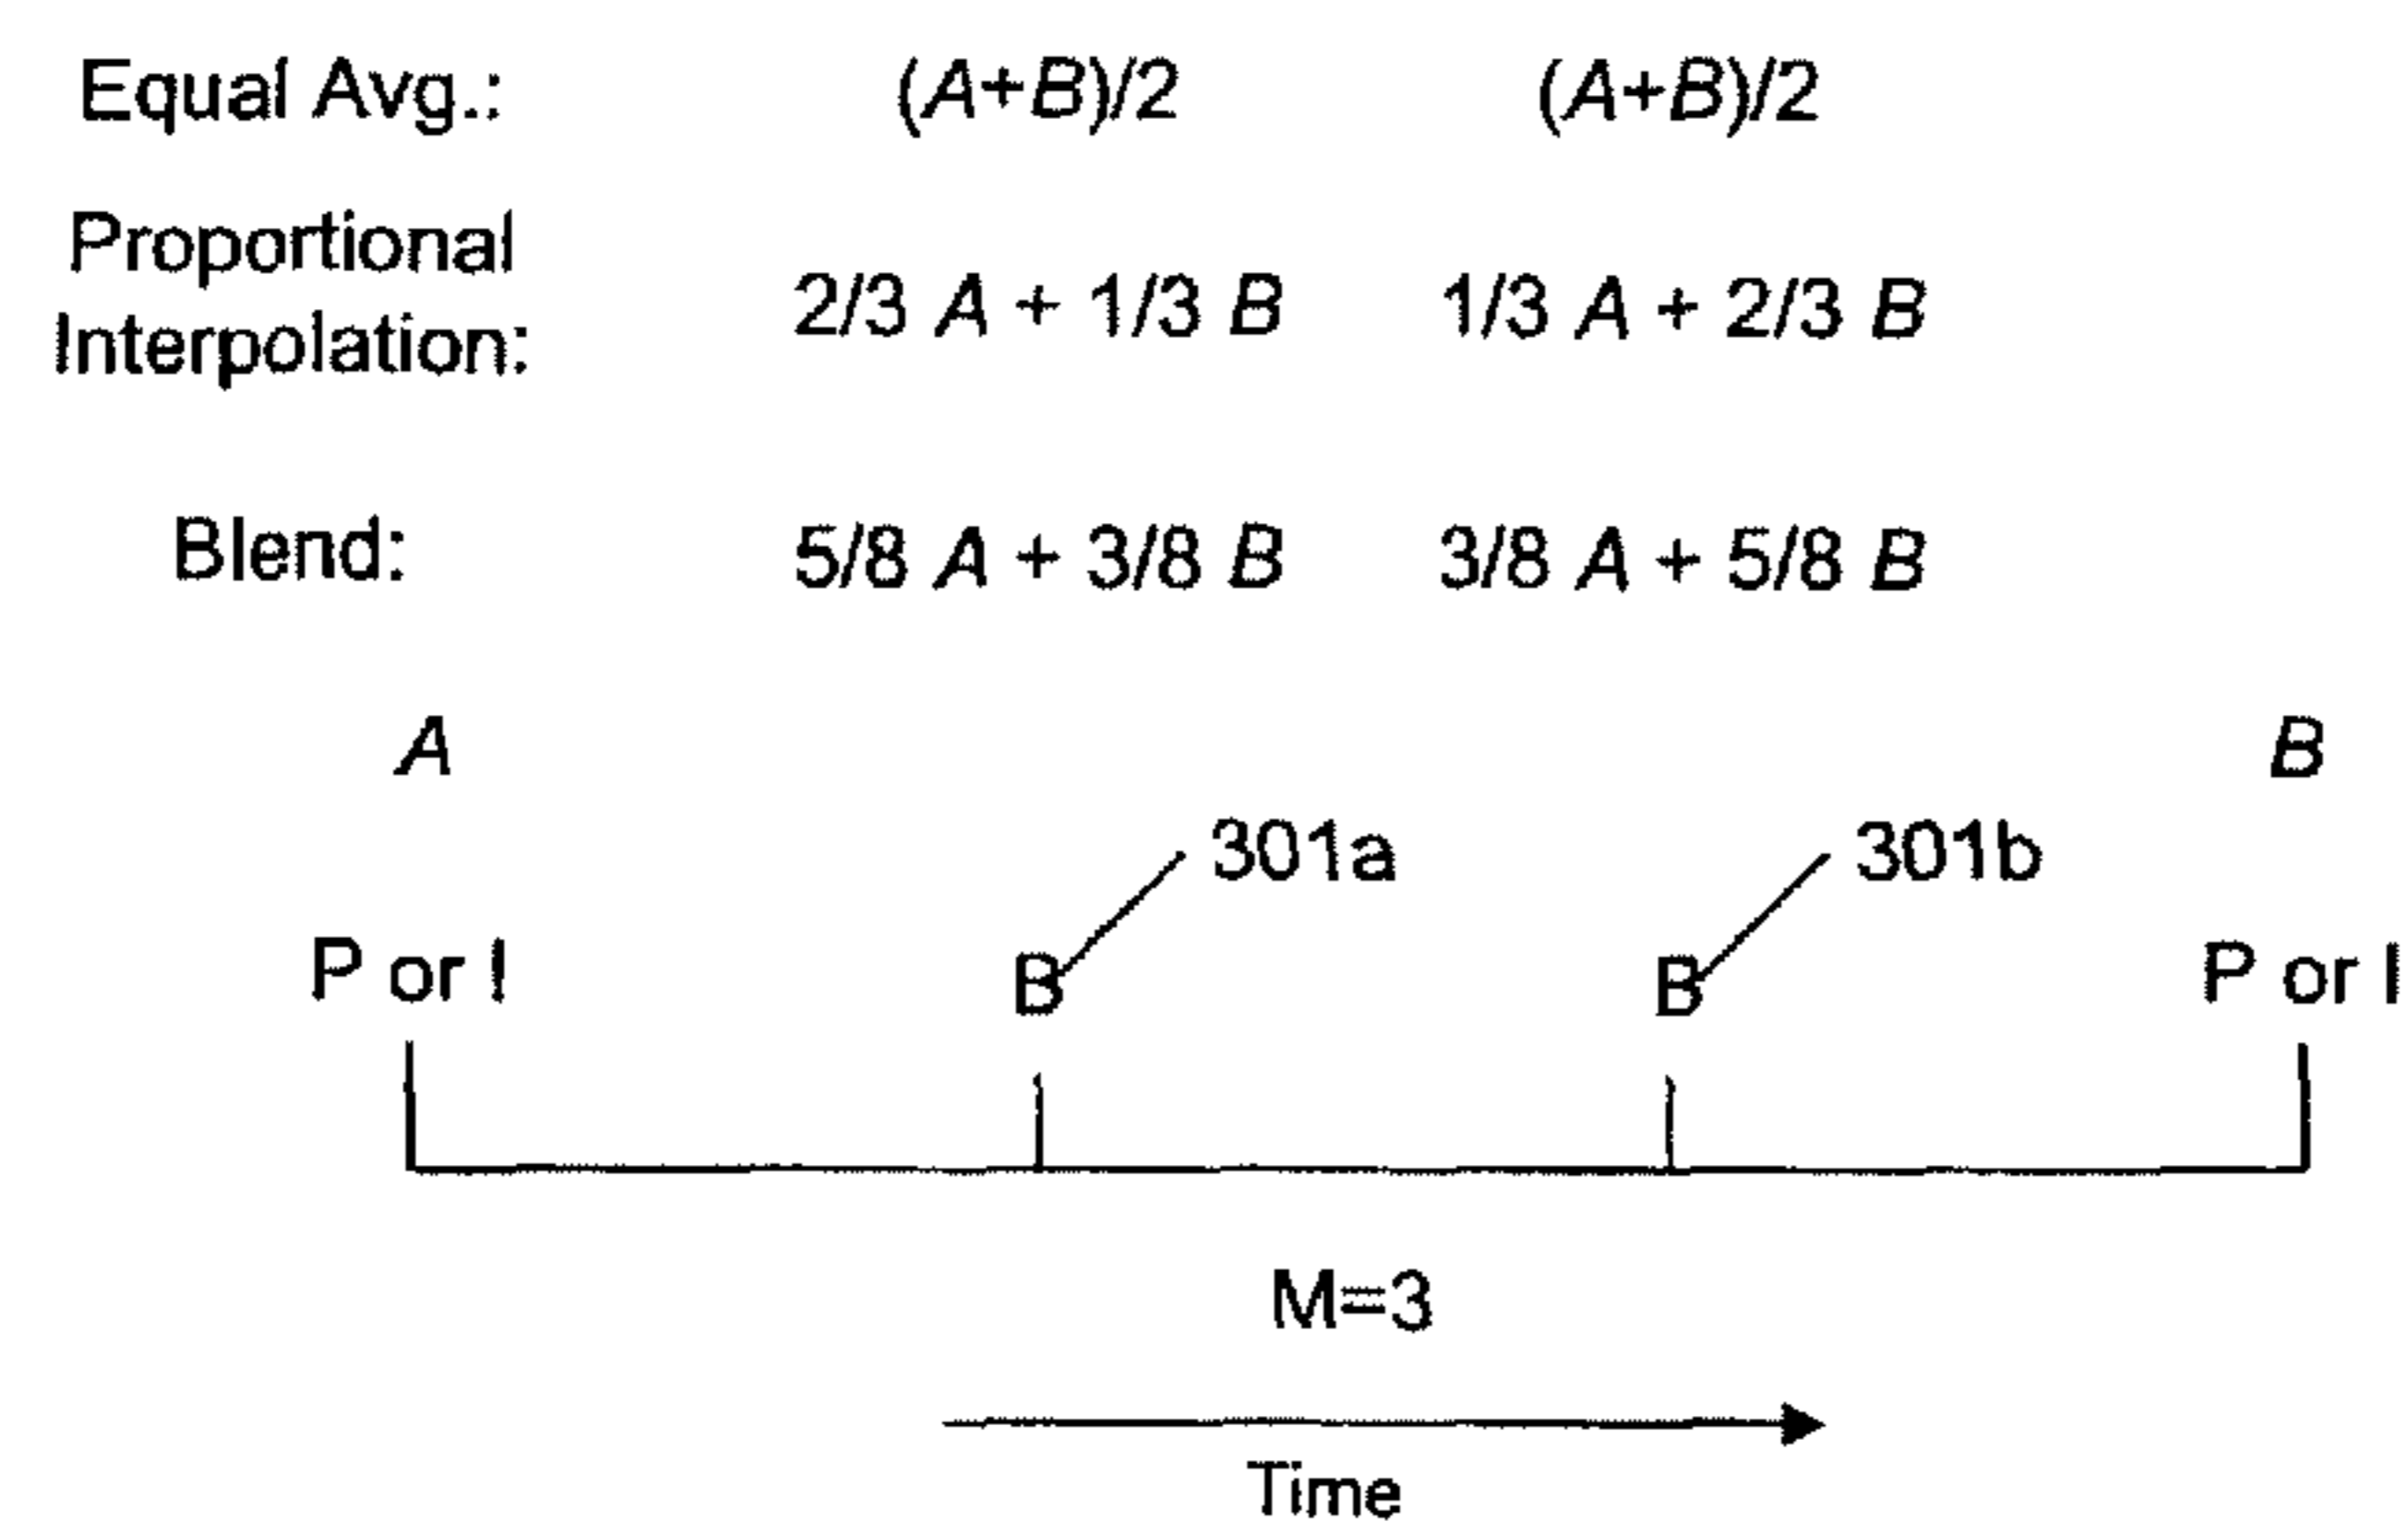 Equal Avg.: (A+B)/2 (A+B)/2
Proportional
Interpolation: 2/3 A + 1/3 B 1/3 A + 2/3 B
Blend: 5/8 A + 3/8 B 3/8 A + 5/8 B
A B
301a 301b
P or I B B P or I
M=3
Time